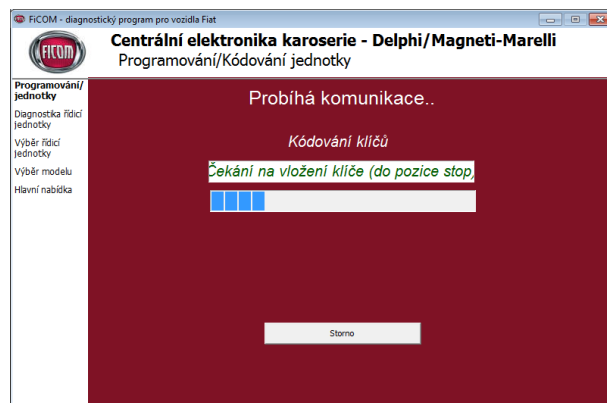 FiCOM - diagnostický program pro vozidla Fiat
FICOM
Centrální elektronika karoserie - Delphi/Magneti-Marelli
Programování/Kódování jednotky
Programování/
jednotky
Diagnostika řídicí
jednotky
Výběr řídicí
jednotky
Výběr modelu
Hlavní nabídka
Probíhá komunikace..
Kódování klíčů
Čekání na vložení klíče (do pozice stop,
Storno